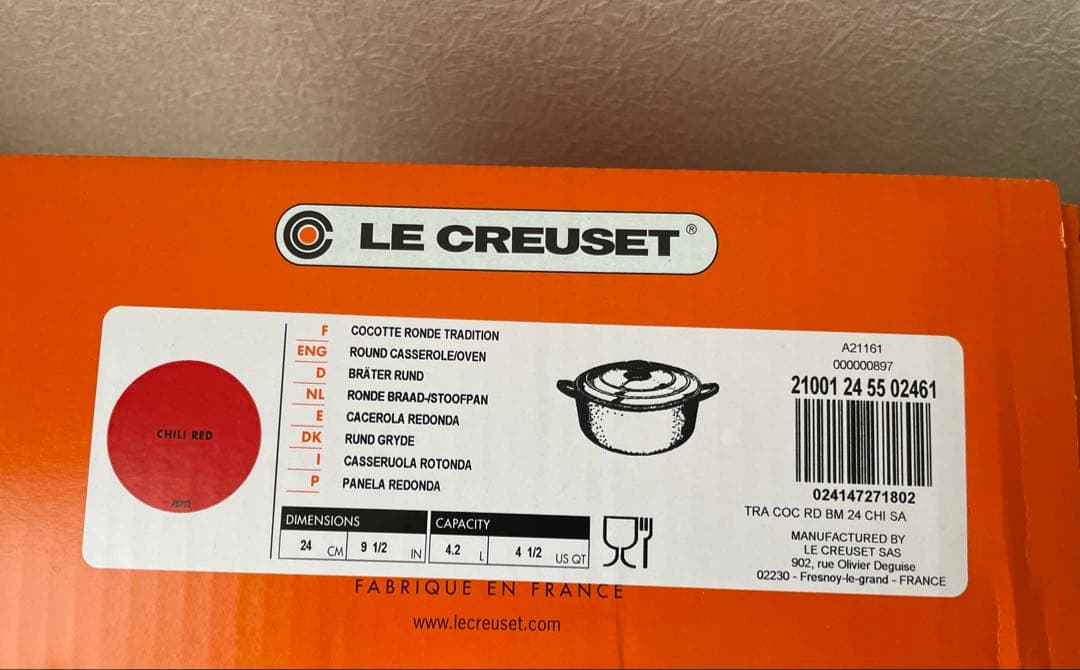 LE CREUSET®
CHILI RED
F COCOTTE RONDE TRADITION
ENG ROUND CASSEROLE/OVEN
D BRÄTER RUND
NL RONDE BRAAD-/STOOFPAN
E CACEROLA REDONDA
DK RUND GRYDE
I CASSERUOLA ROTONDA
P PANELA REDONDA
DIMENSIONS
24 CM 9 1/2 IN
CAPACITY
4.2 L 4 1/2 US QT
A21161
000000897
21001 24 55 02461
024147271802
TRA COC RD BM 24 CHI SA
MANUFACTURED BY
LE CREUSET SAS
902, rue Olivier Deguise
02230 - Fresnoy-le-grand - FRANCE
FABRIQUE EN FRANCE
www.lecreuset.com